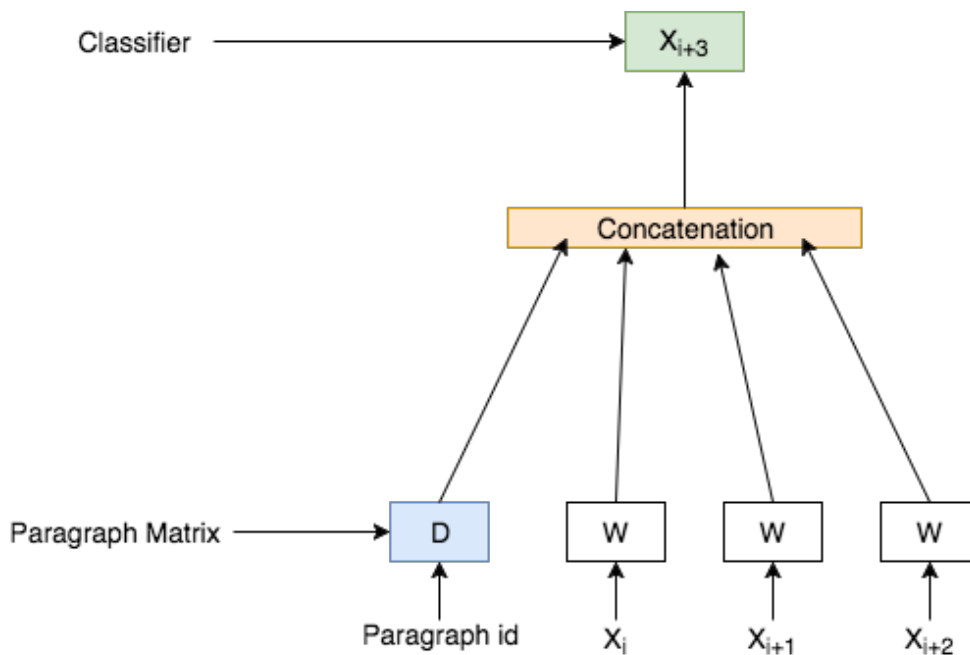 Classifier
Xi+3
Concatenation
Paragraph Matrix
D
W
W
W
Paragraph id
Xi
Xi+1
Xi+2